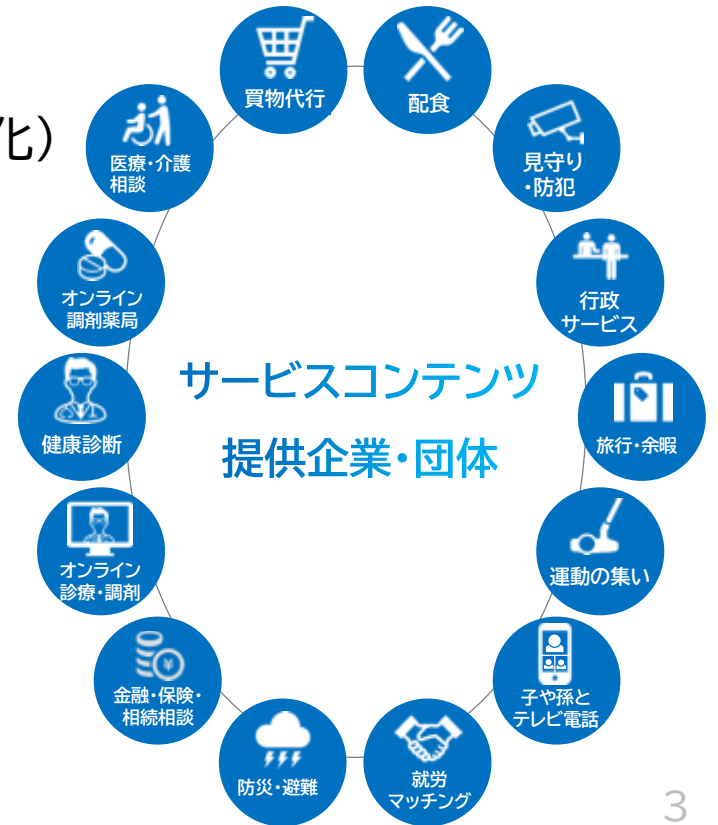 化）
買物代行
配食
見守り
・防犯
行政
サービス
旅行・余暇
運動の集い
子や孫と
テレビ電話
就労
マッチング
防災・避難
金融・保険・
相続相談
オンライン
診療・調剤
健康診断
オンライン
調剤薬局
医療・介護
相談
サービスコンテンツ
提供企業・団体
3